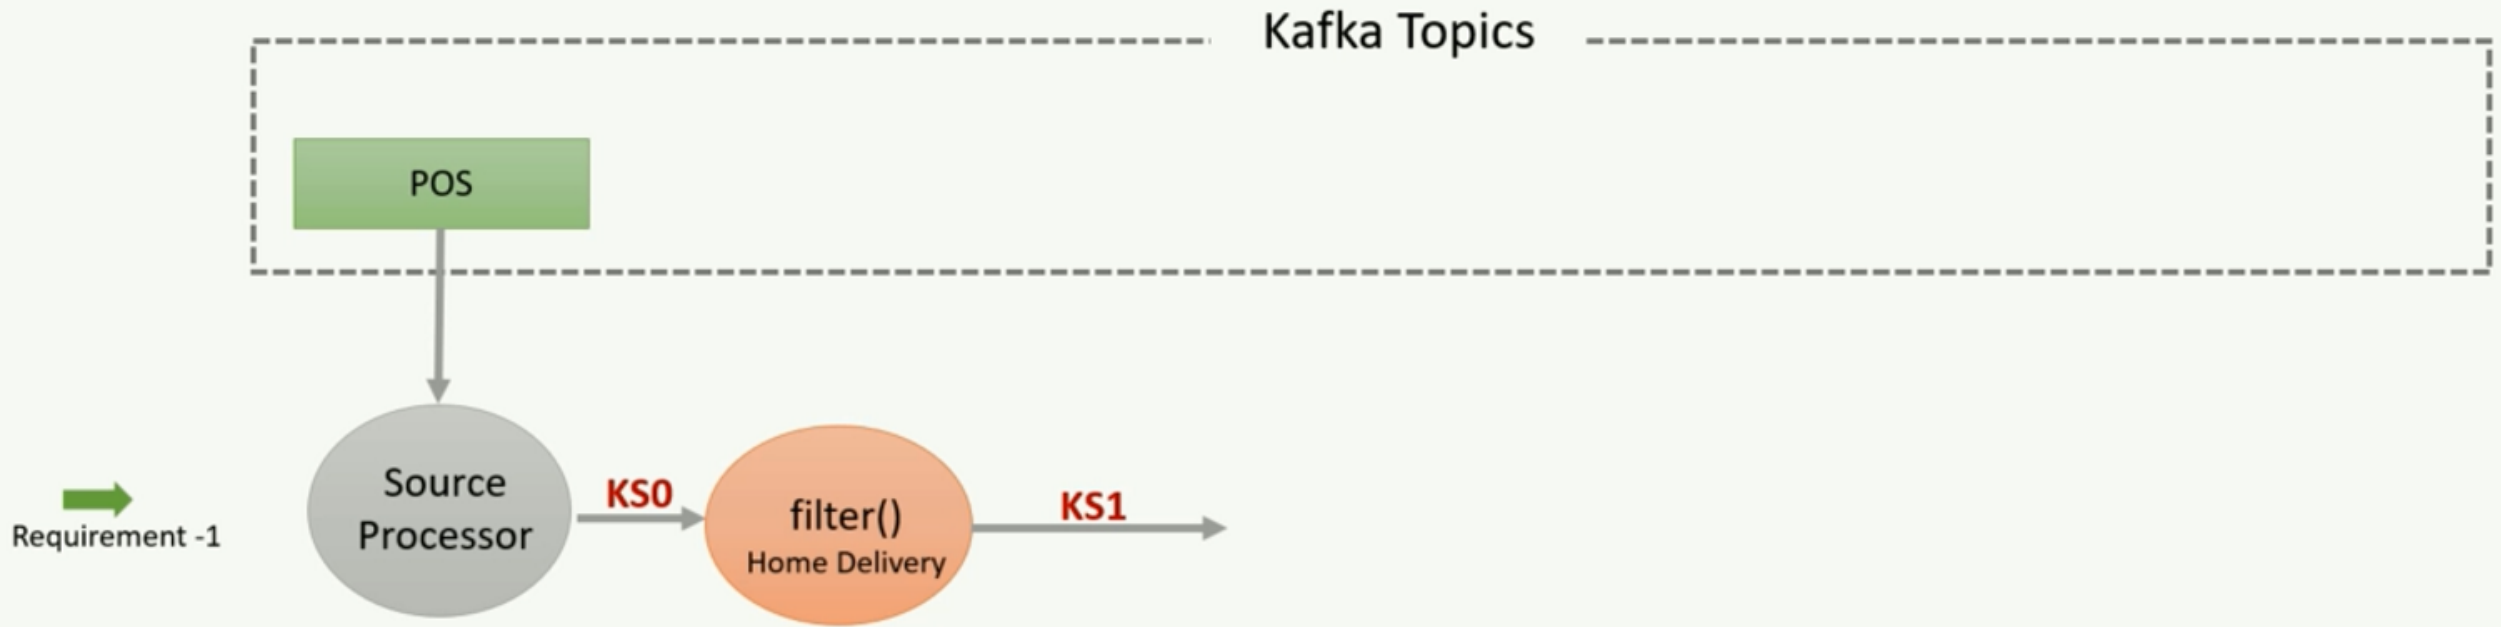 Kafka Topics
POS
Source
Processor
KS0
filter()
Home Delivery
KS1
Requirement -1